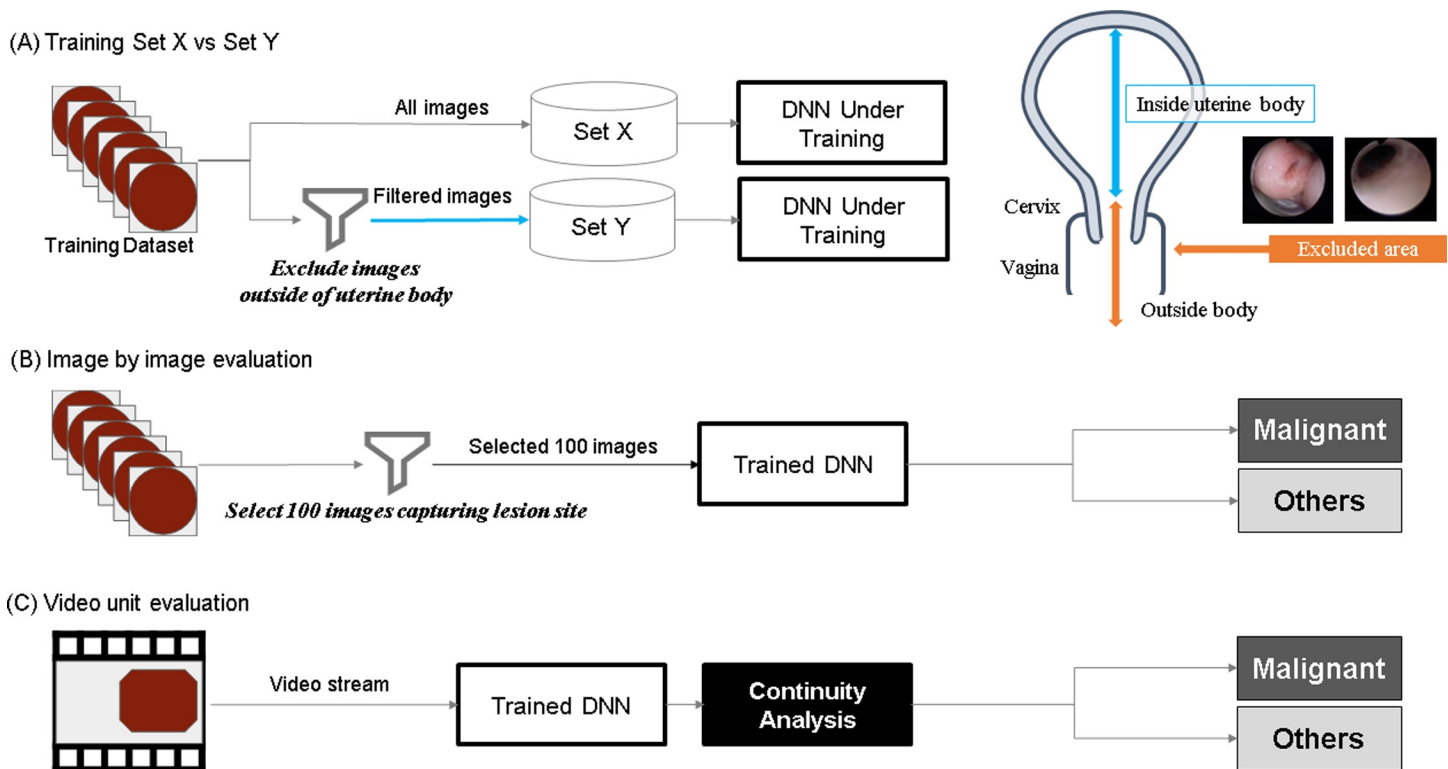 (A) Training Set X vs Set Y
All images
Set X
DNN Under
Training
Training Dataset
Filtered images
Set Y
DNN Under
Training
Exclude images
outside of uterine body
Inside uterine body
Cervix
Vagina
Excluded area
Outside body
(B) Image by image evaluation
Selected 100 images
Select 100 images capturing lesion site
Trained DNN
Malignant
Others
(C) Video unit evaluation
Video stream
Trained DNN
Continuity
Analysis
Malignant
Others